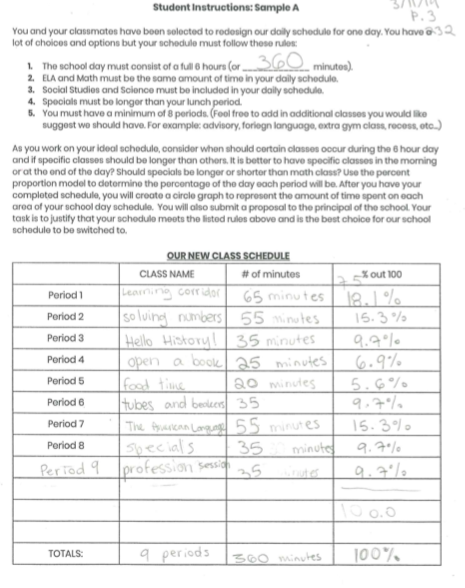 Student Instructions: Sample A
3/11/19
P. 3
You and your classmates have been selected to redesign our daily schedule for one day. You have a
lot of choices and options but your schedule must follow these rules:
1. The school day must consist of a full 6 hours (or 360 minutes).
2. ELA and Math must be the same amount of time in your daily schedule.
3. Social Studies and Science must be included in your daily schedule.
4. Specials must be longer than your lunch period.
5. You must have a minimum of 8 periods. (Feel free to add in additional classes you would like
suggest we should have. For example: advisory, foriegn language, extra gym class, recess, etc..)
As you work on your ideal schedule, consider when should certain classes occur during the 6 hour day
and if specific classes should be longer than others. It is better to have specific classes in the morning
or at the end of the day? Should specials be longer or shorter than math class? Use the percent
proportion model to determine the percentage of the day each period will be. After you have your
completed schedule, you will create a circle graph to represent the amount of time spent on each
area of your school day schedule. You will also submit a proposal to the principal of the school. Your
task is to justify that your schedule meets the listed rules above and is the best choice for our school
schedule to be switched to.
OUR NEW CLASS SCHEDULE
CLASS NAME # of minutes % out 100
Period 1 Learning corridor 65 minutes 18.1%
Period 2 solving numbers 55 minutes 15.3%
Period 3 Hello History! 35 minutes 9.7%
Period 4 open a book 25 minutes 6.9%
Period 5 food time 20 minutes 5.6%
Period 6 tubes and beakers 35 9.7%
Period 7 The American Language 55 minutes 15.3%
Period 8 specials 35 minutes 9.7%
Period 9 profession session 35 minutes 9.7%
100.0
TOTALS: 9 periods 360 minutes 100%